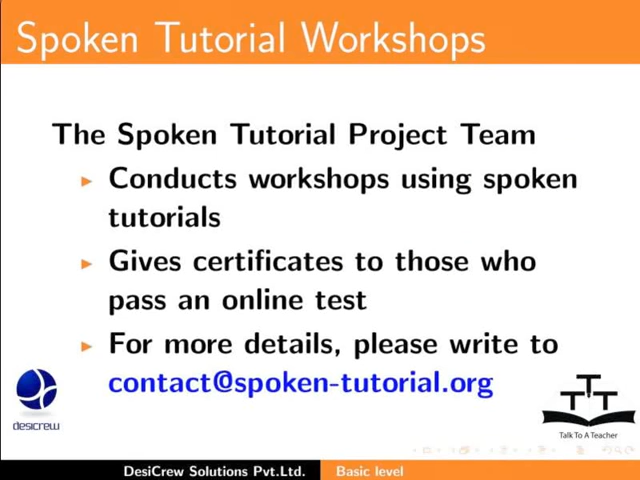 Spoken Tutorial Workshops
The Spoken Tutorial Project Team
Conducts workshops using spoken
tutorials
Gives certificates to those who
pass an online test
For more details, please write to
contact@spoken-tutorial.org
desicrew
TTT
Talk To A Teacher
DesiCrew Solutions Pvt.Ltd. Basic level